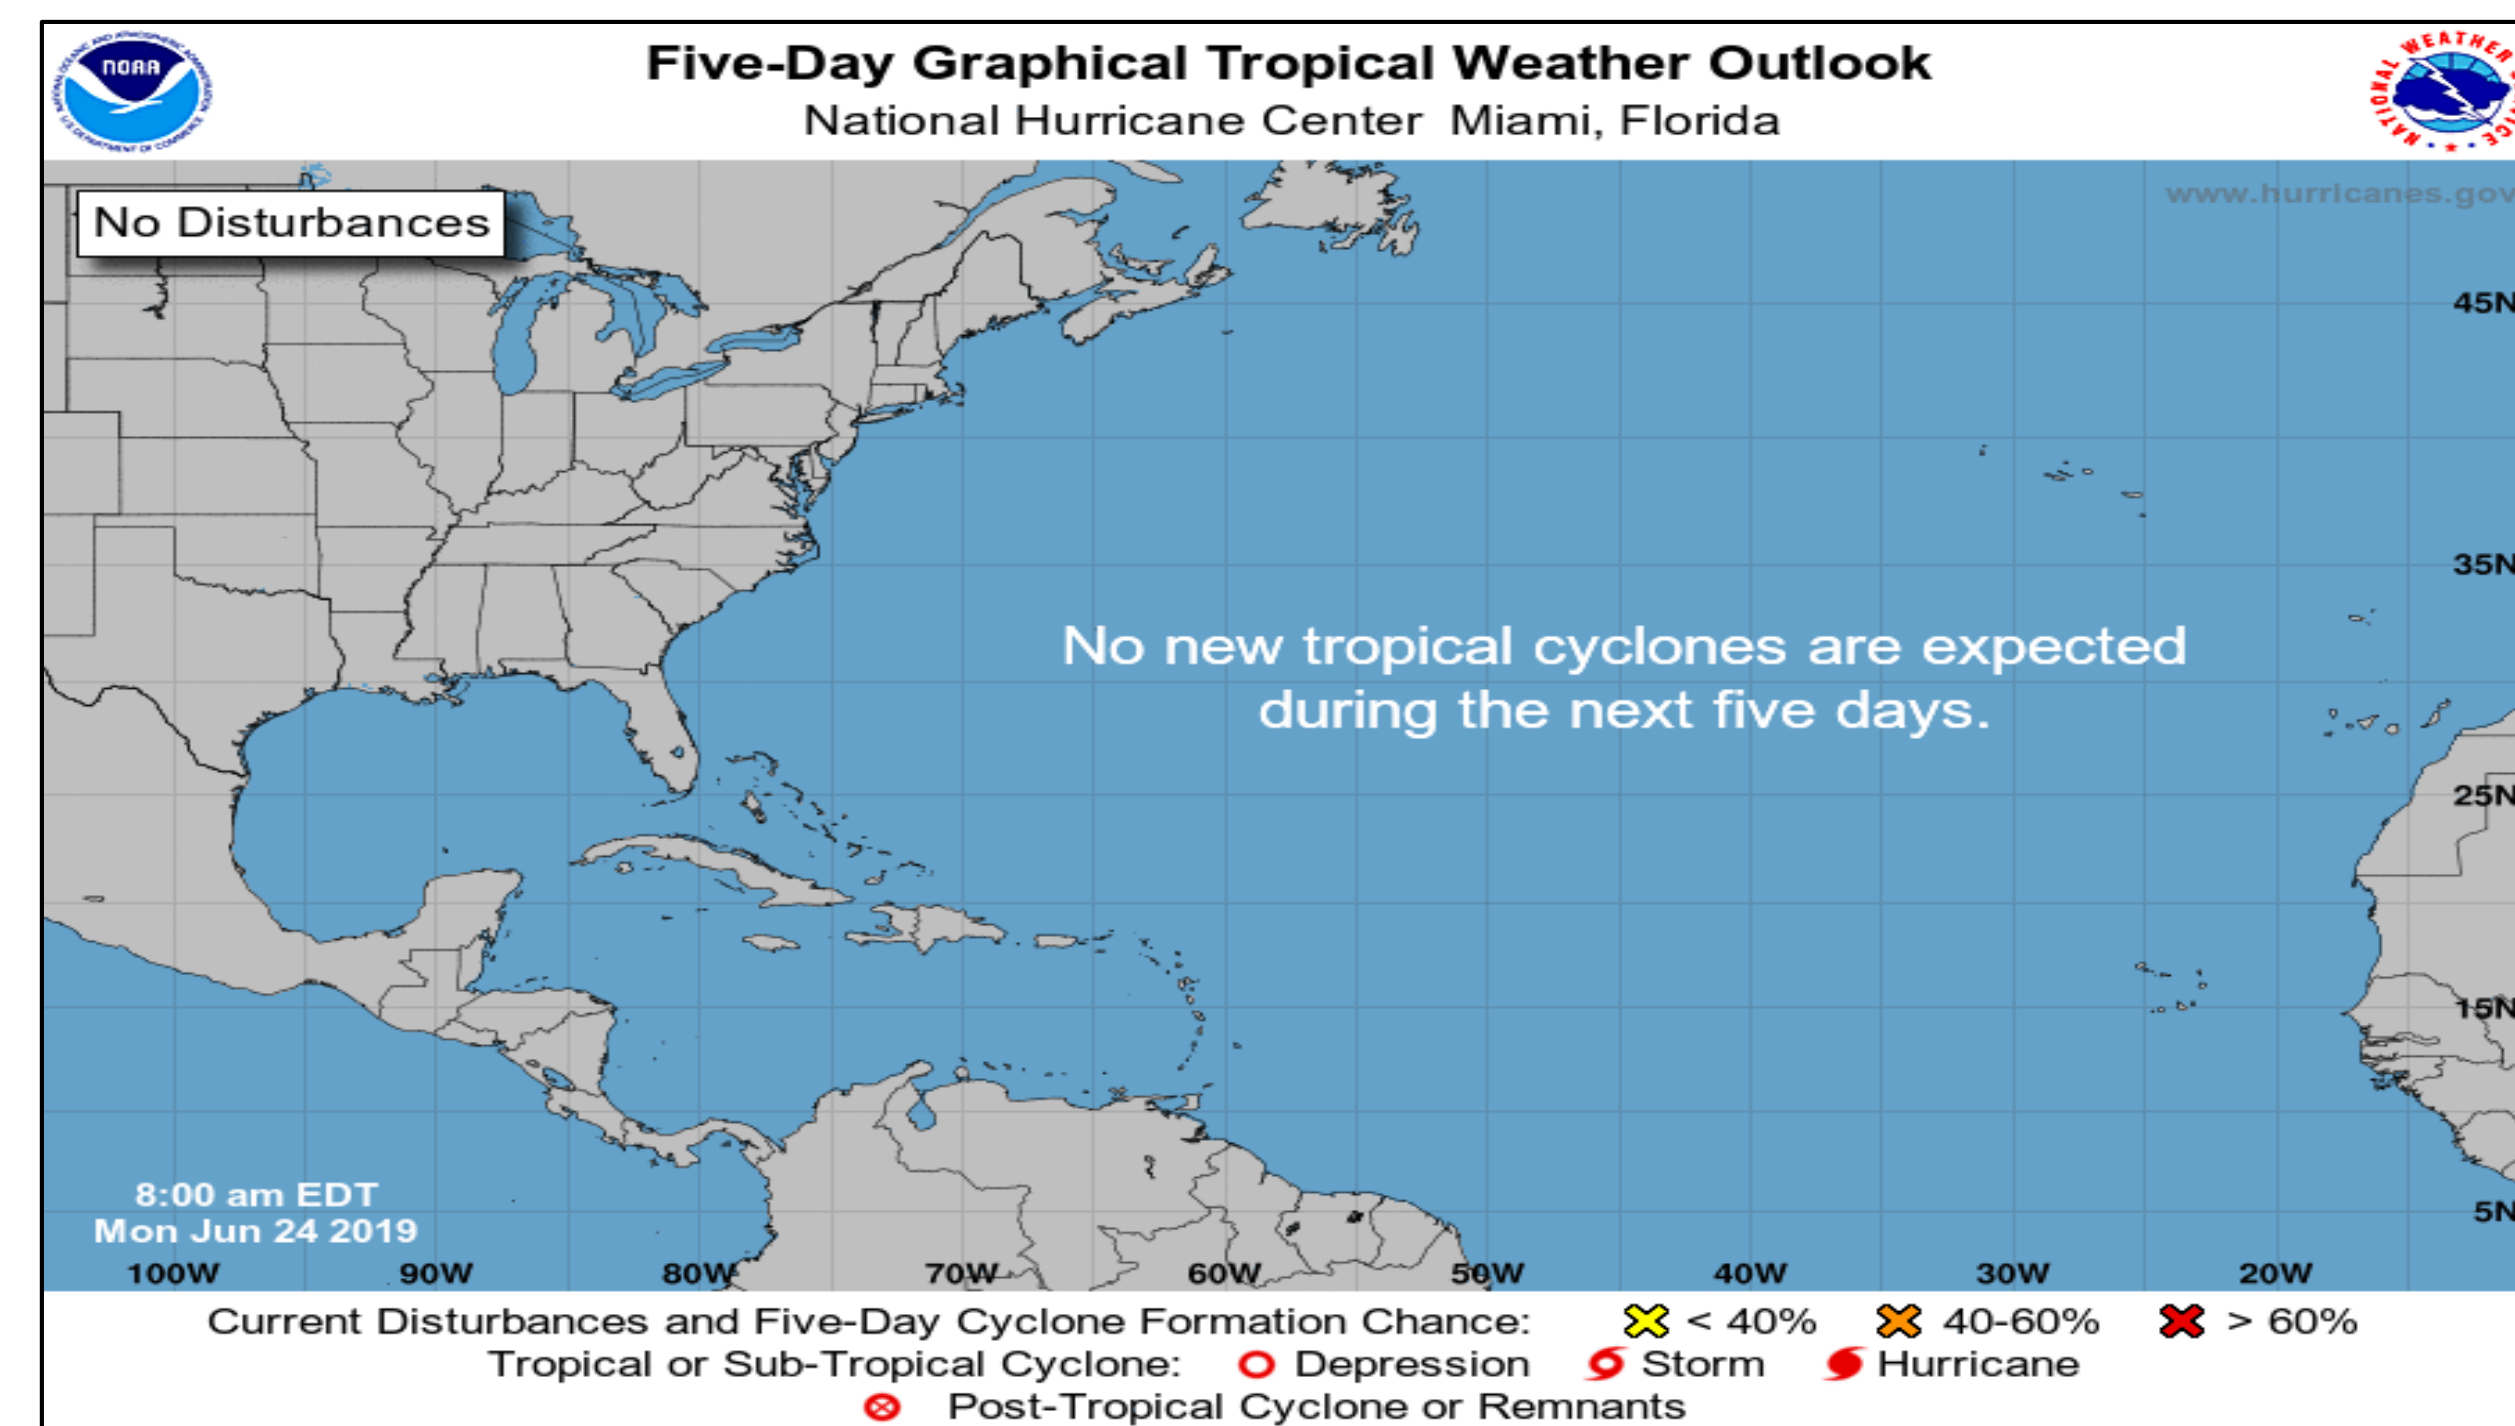 NOAA
Five-Day Graphical Tropical Weather Outlook
National Hurricane Center Miami, Florida
NATIONAL WEATHER
No Disturbances
www.hurricanes.gov
45N
35N
No new tropical cyclones are expected
during the next five days.
25N
15N
8:00 am EDT
Mon Jun 24 2019
5N
100W 90W 80W 70W 60W 50W 40W 30W 20W
Current Disturbances and Five-Day Cyclone Formation Chance: < 40% 40-60% > 60%
Tropical or Sub-Tropical Cyclone: Depression Storm Hurricane
Post-Tropical Cyclone or Remnants